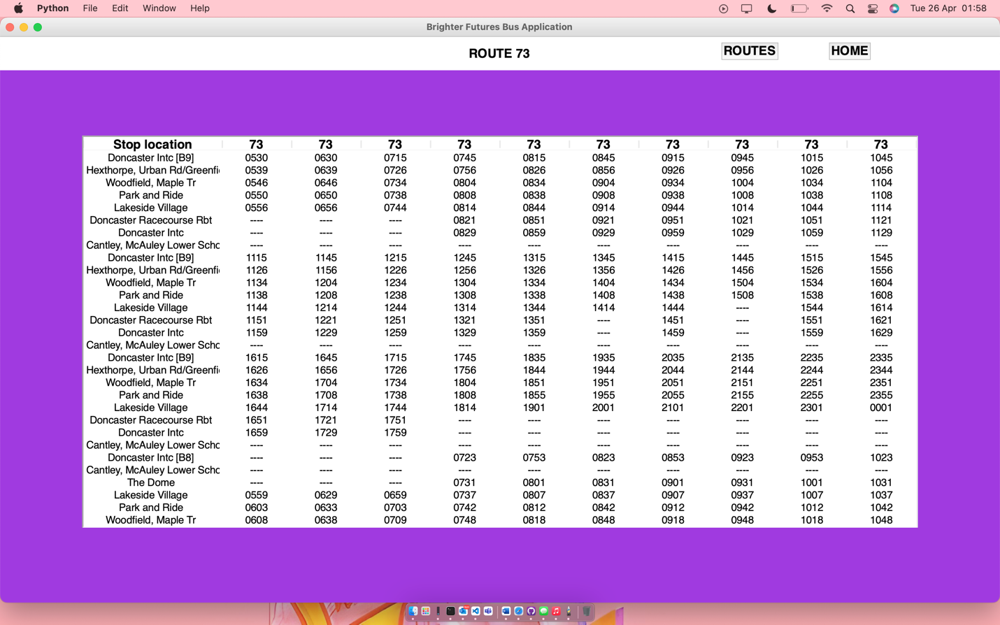 Python File Edit Window Help Tue 26 Apr 01:58
Brighter Futures Bus Application
ROUTE 73 ROUTES HOME
Stop location 73 73 73 73 73 73 73 73 73 73
Doncaster Intc [B9] 0530 0630 0715 0745 0815 0845 0915 0945 1015 1045
Hexthorpe, Urban Rd/Greenfi 0539 0639 0726 0756 0826 0856 0926 0956 1026 1056
Woodfield, Maple Tr 0546 0646 0734 0804 0834 0904 0934 1004 1034 1104
Park and Ride 0550 0650 0738 0808 0838 0908 0938 1008 1038 1108
Lakeside Village 0556 0656 0744 0814 0844 0914 0944 1014 1044 1114
Doncaster Racecourse Rbt ---- ---- ---- 0821 0851 0921 0951 1021 1051 1121
Doncaster Intc ---- ---- ---- 0829 0859 0929 0959 1029 1059 1129
Cantley, McAuley Lower Scho ---- ---- ---- ---- ---- ---- ---- ---- ---- ----
Doncaster Intc [B9] 1115 1145 1215 1245 1315 1345 1415 1445 1515 1545
Hexthorpe, Urban Rd/Greenfi 1126 1156 1226 1256 1326 1356 1426 1456 1526 1556
Woodfield, Maple Tr 1134 1204 1234 1304 1334 1404 1434 1504 1534 1604
Park and Ride 1138 1208 1238 1308 1338 1408 1438 1508 1538 1608
Lakeside Village 1144 1214 1244 1314 1344 1414 1444 ---- 1544 1614
Doncaster Racecourse Rbt 1151 1221 1251 1321 1351 ---- 1451 ---- 1551 1621
Doncaster Intc 1159 1229 1259 1329 1359 ---- 1459 ---- 1559 1629
Cantley, McAuley Lower Scho ---- ---- ---- ---- ---- ---- ---- ---- ---- ----
Doncaster Intc [B9] 1615 1645 1715 1745 1835 1935 2035 2135 2235 2335
Hexthorpe, Urban Rd/Greenfi 1626 1656 1726 1756 1844 1944 2044 2144 2244 2344
Woodfield, Maple Tr 1634 1704 1734 1804 1851 1951 2051 2151 2251 2351
Park and Ride 1638 1708 1738 1808 1855 1955 2055 2155 2255 2355
Lakeside Village 1644 1714 1744 1814 1901 2001 2101 2201 2301 0001
Doncaster Racecourse Rbt 1651 1721 1751 ---- ---- ---- ---- ---- ---- ----
Doncaster Intc 1659 1729 1759 ---- ---- ---- ---- ---- ---- ----
Cantley, McAuley Lower Scho ---- ---- ---- ---- ---- ---- ---- ---- ---- ----
Doncaster Intc [B8] ---- ---- ---- 0723 0753 0823 0853 0923 0953 1023
Cantley, McAuley Lower Scho ---- ---- ---- ---- ---- ---- ---- ---- ---- ----
The Dome ---- ---- ---- 0731 0801 0831 0901 0931 1001 1031
Lakeside Village 0559 0629 0659 0737 0807 0837 0907 0937 1007 1037
Park and Ride 0603 0633 0703 0742 0812 0842 0912 0942 1012 1042
Woodfield, Maple Tr 0608 0638 0709 0748 0818 0848 0918 0948 1018 1048